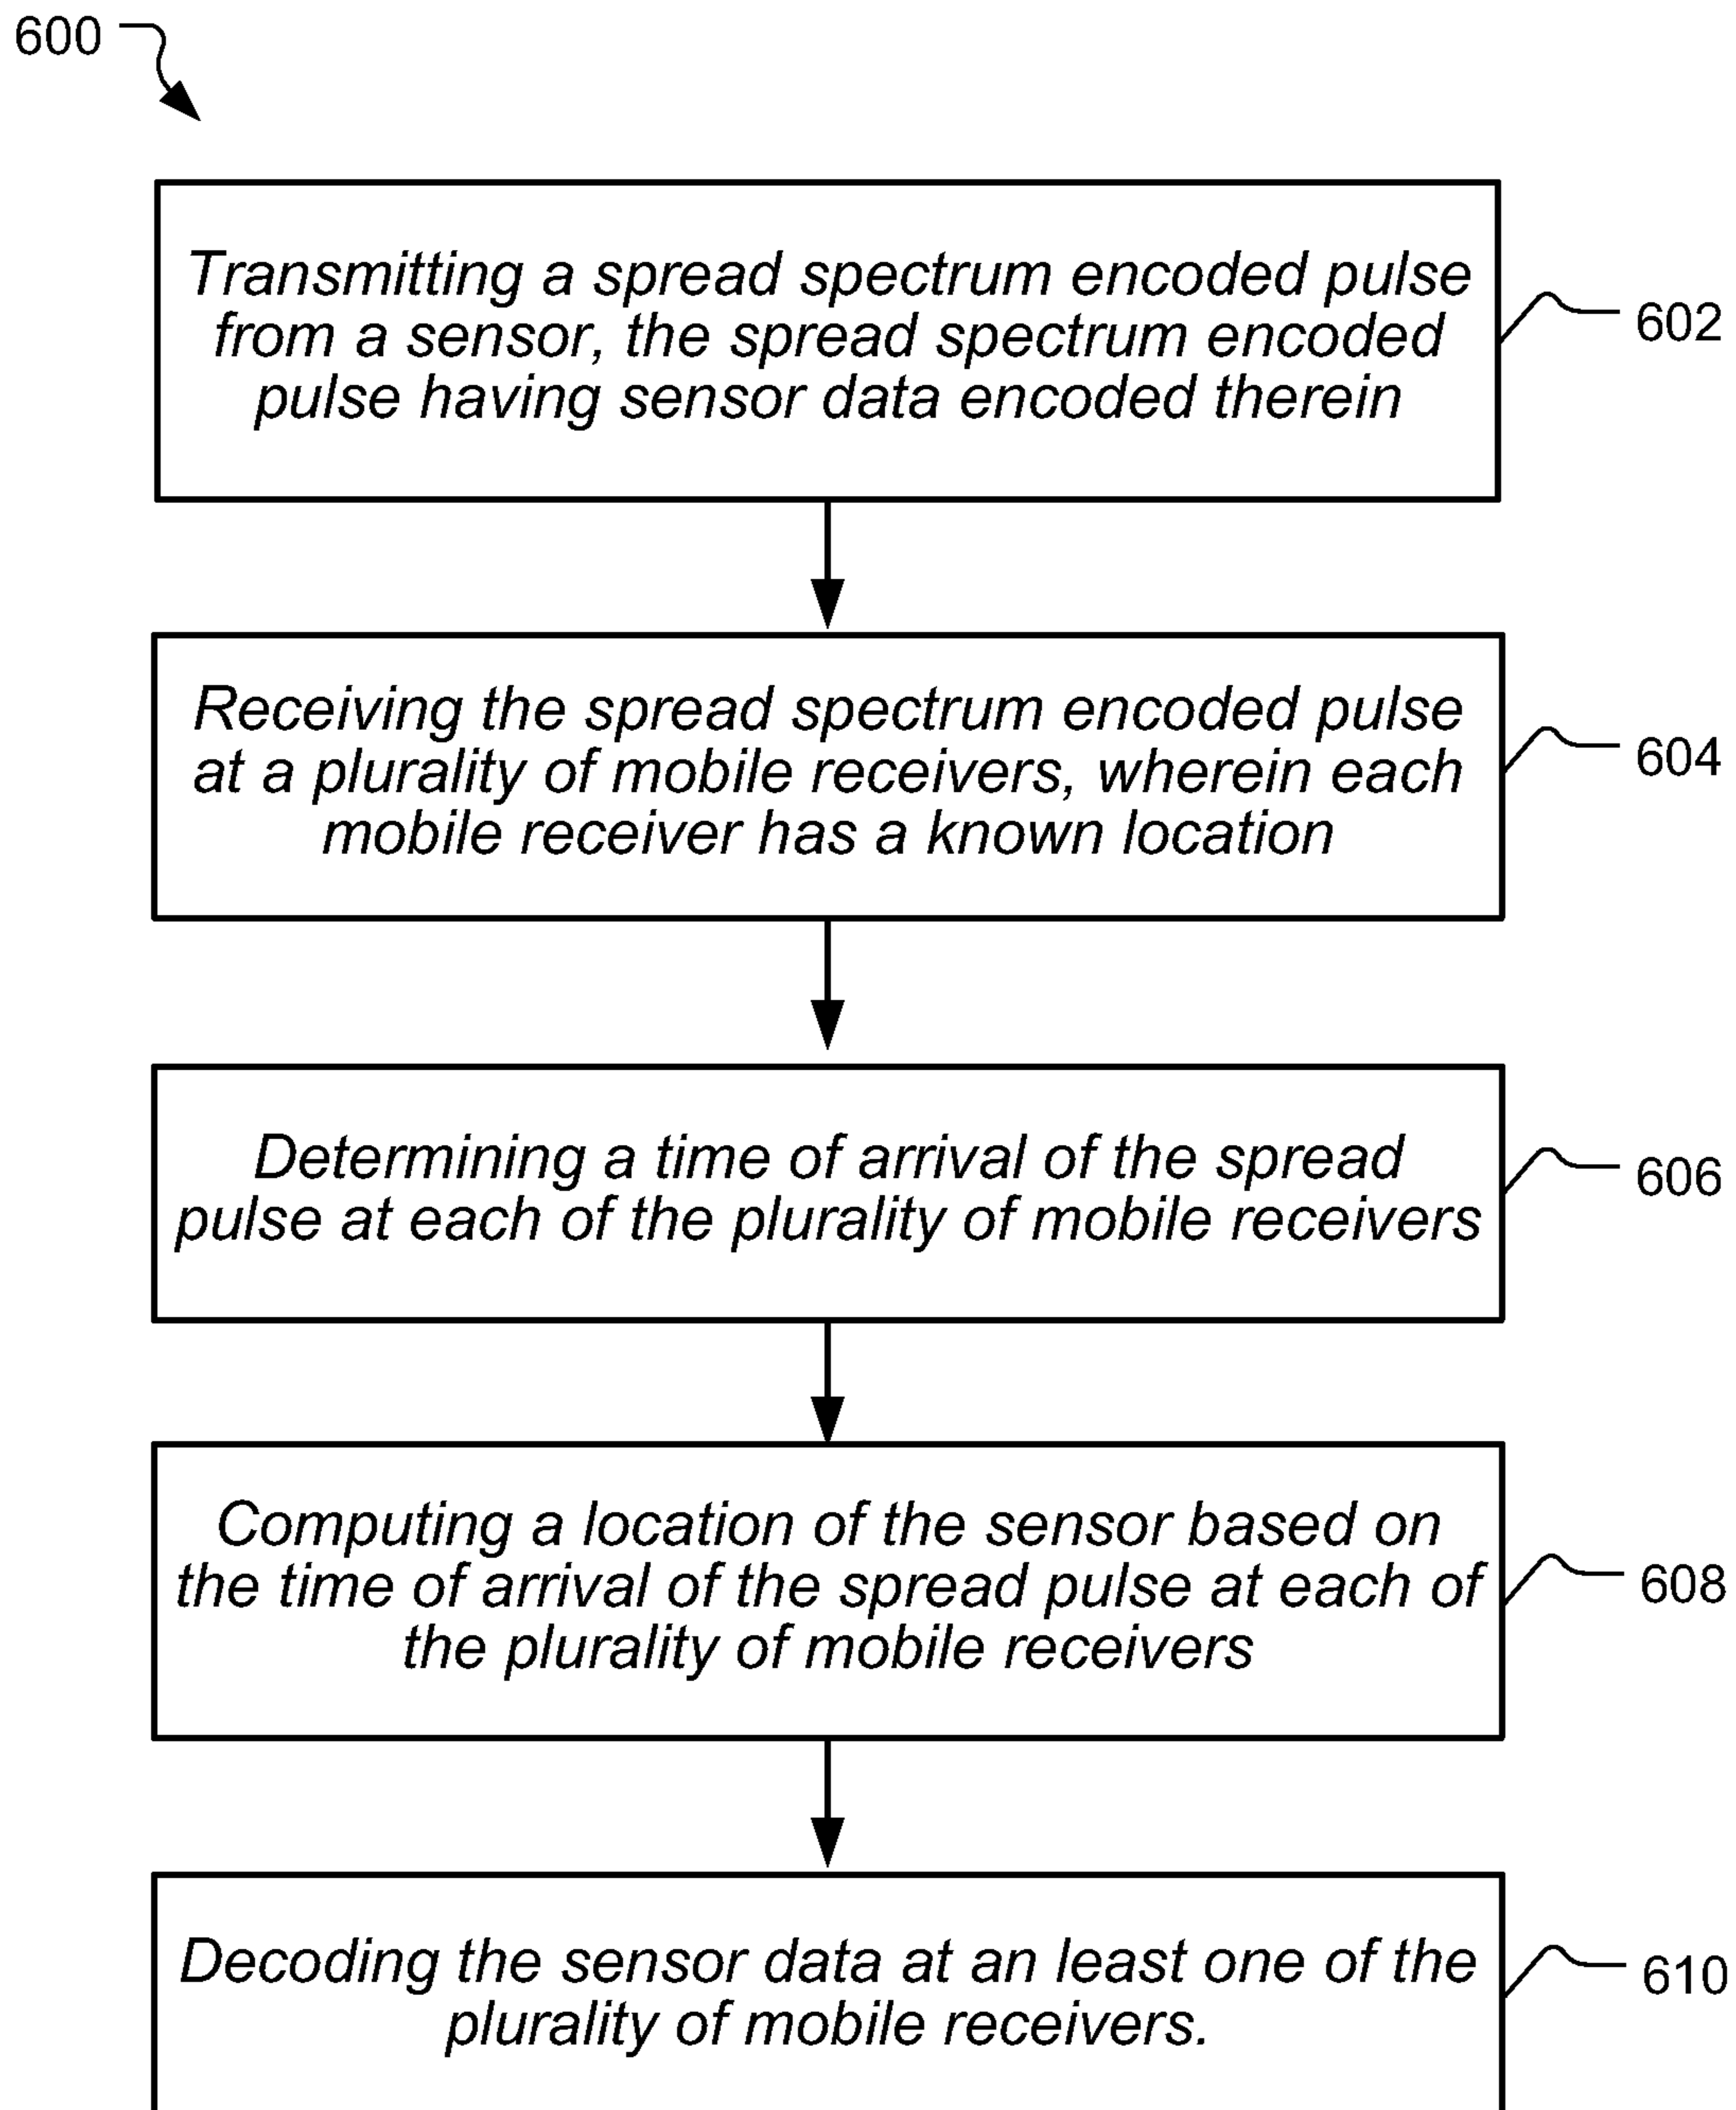 600
Transmitting a spread spectrum encoded pulse
from a sensor, the spread spectrum encoded
pulse having sensor data encoded therein
602
Receiving the spread spectrum encoded pulse
at a plurality of mobile receivers, wherein each
mobile receiver has a known location
604
Determining a time of arrival of the spread
pulse at each of the plurality of mobile receivers
606
Computing a location of the sensor based on
the time of arrival of the spread pulse at each of
the plurality of mobile receivers
608
Decoding the sensor data at an least one of the
plurality of mobile receivers.
610